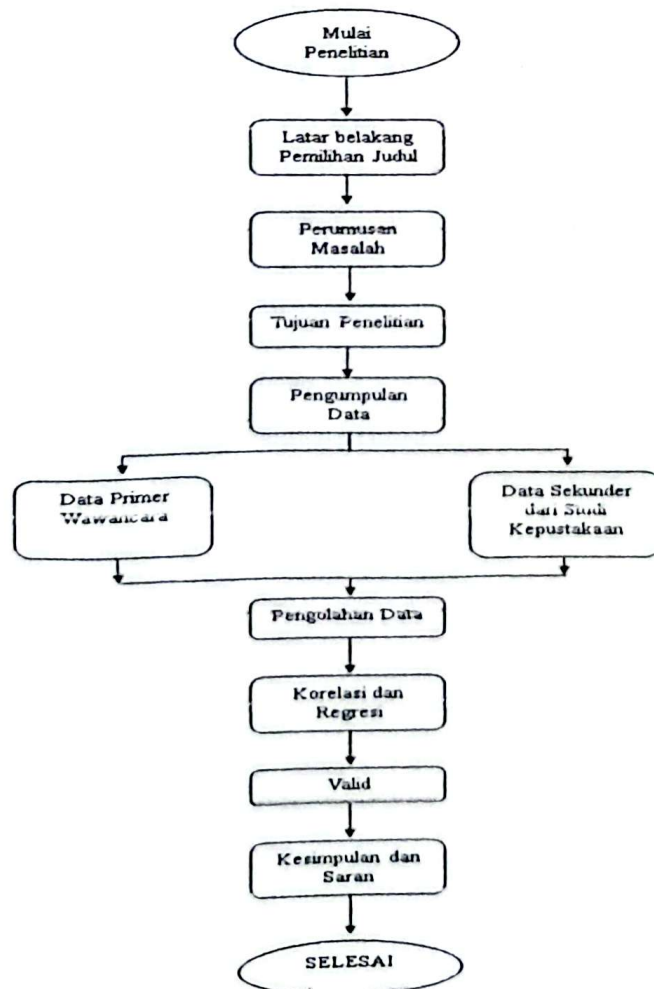 Mulai
Penelitian
Latar belakang
Pemilihan Judul
Perumusan
Masalah
Tujuan Penelitian
Pengumpulan
Data
Data Primer
Wawancara
Data Sekunder
dari Studi
Kepustakaan
Pengolahan Data
Korelasi dan
Regresi
Valid
Kesimpulan dan
Saran
SELESAI